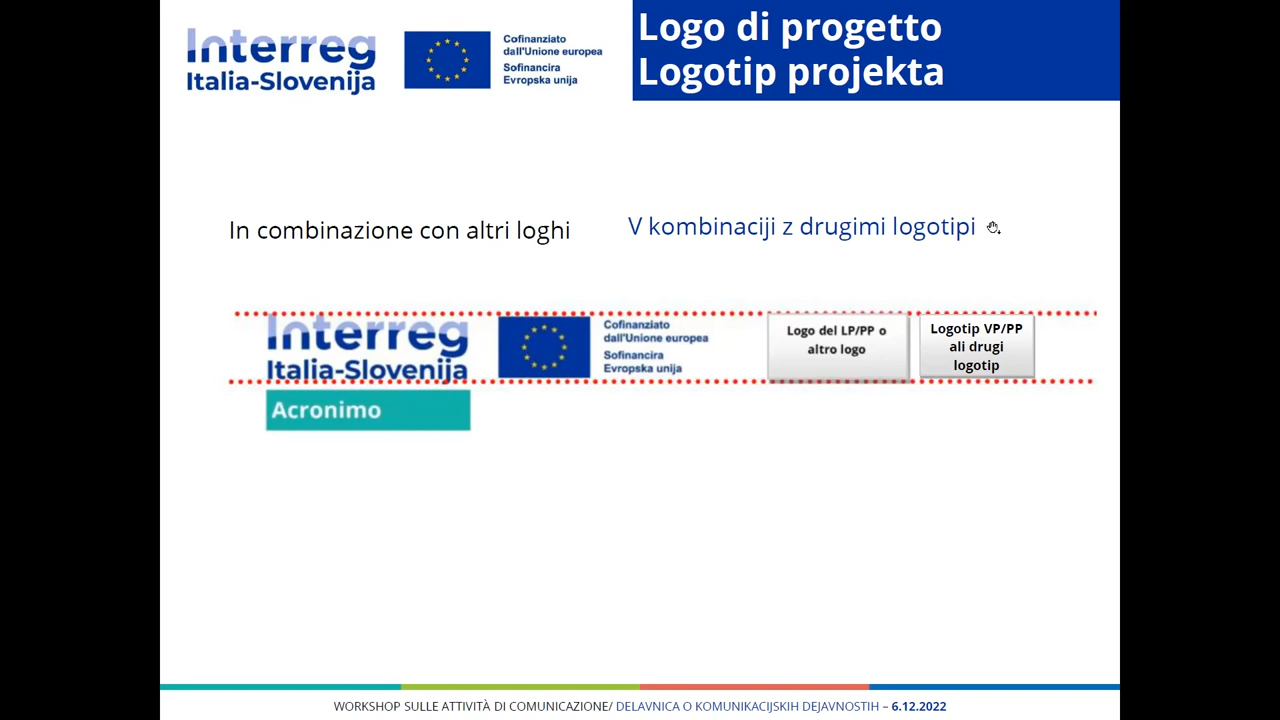 Interreg
Italia-Slovenija
Cofinanziato
dall'Unione europea
Sofinancira
Evropska unija
Logo di progetto
Logotip projekta
In combinazione con altri loghi
V kombinaciji z drugimi logotipi
Interreg
Italia-Slovenija
Cofinanziato
dall'Unione europea
Sofinancira
Evropska unija
Logo del LP/PP o
altro logo
Logotip VP/PP
ali drugi
logotip
Acronimo
WORKSHOP SULLE ATTIVITÀ DI COMUNICAZIONE/ DELAVNICA O KOMUNIKACIJSKIH DEJAVNOSTIH – 6.12.2022